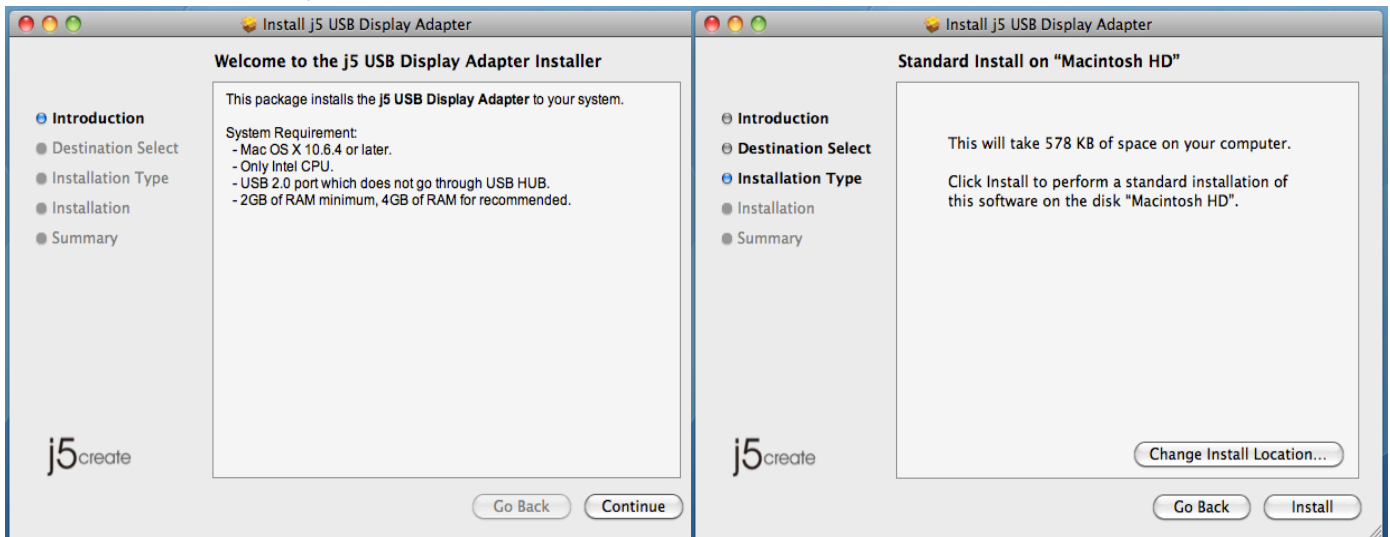 Install j5 USB Display Adapter
Welcome to the j5 USB Display Adapter Installer
Introduction
Destination Select
Installation Type
Installation
Summary
This package installs the j5 USB Display Adapter to your system.
System Requirement:
- Mac OS X 10.6.4 or later.
- Only Intel CPU.
- USB 2.0 port which does not go through USB HUB.
- 2GB of RAM minimum, 4GB of RAM for recommended.
j5create
Go Back
Continue
Install j5 USB Display Adapter
Standard Install on “Macintosh HD”
Introduction
Destination Select
Installation Type
Installation
Summary
This will take 578 KB of space on your computer.
Click Install to perform a standard installation of
this software on the disk “Macintosh HD”.
j5create
Change Install Location...
Go Back
Install